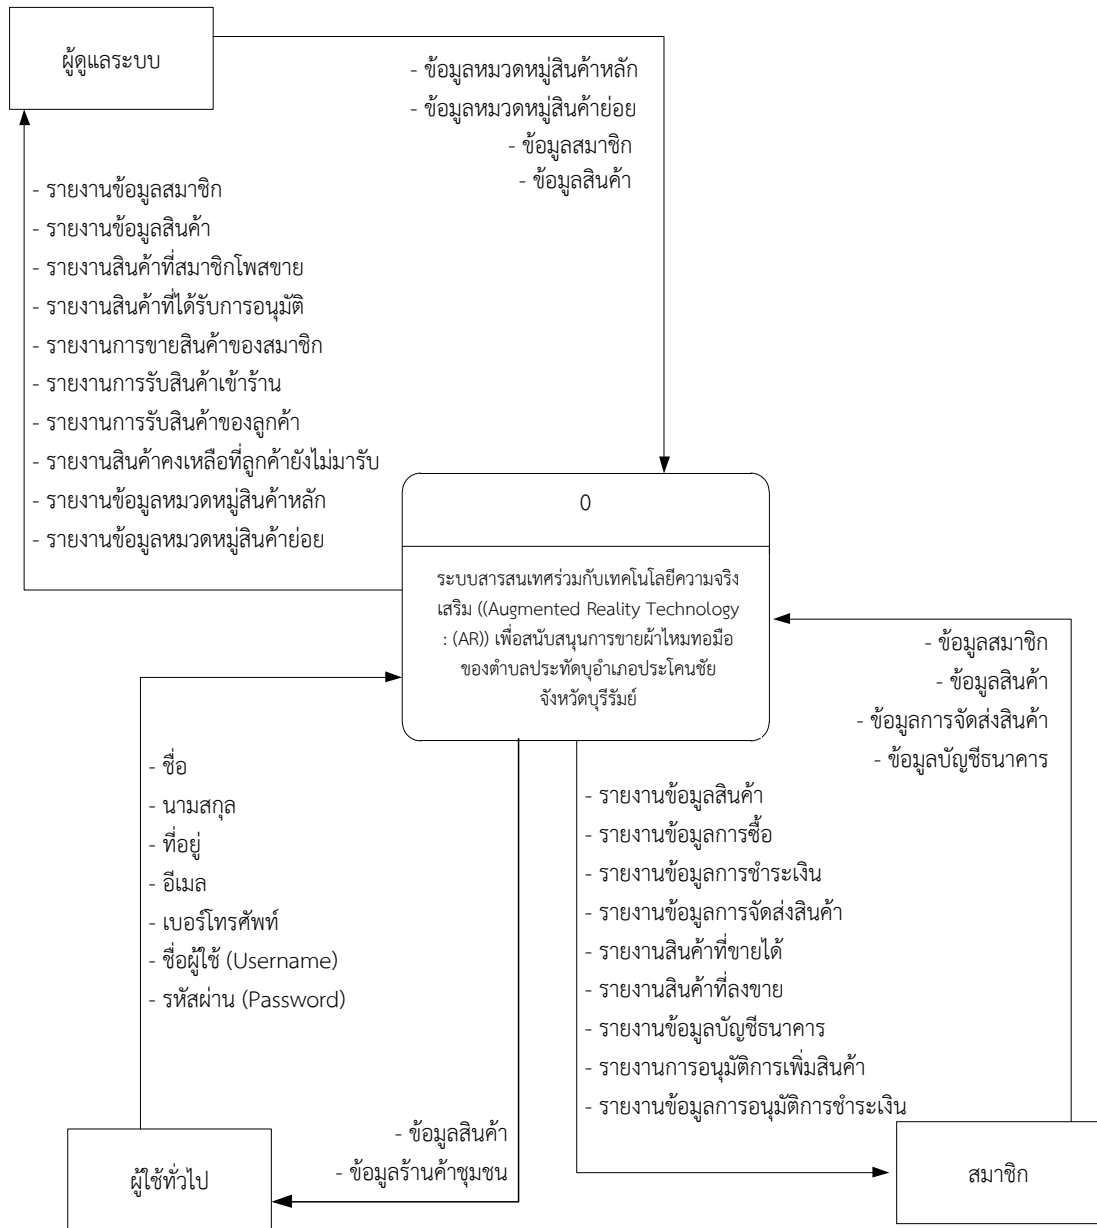 ผู้ดูแลระบบ
- ข้อมูลหมวดหมู่สินค้าหลัก
- ข้อมูลหมวดหมู่สินค้าย่อย
- ข้อมูลสมาชิก
- ข้อมูลสินค้า
- รายงานข้อมูลสมาชิก
- รายงานข้อมูลสินค้า
- รายงานสินค้าที่สมาชิกโพสขาย
- รายงานสินค้าที่ได้รับการอนุมัติ
- รายงานการขายสินค้าของสมาชิก
- รายงานการรับสินค้าเข้าร้าน
- รายงานการรับสินค้าของลูกค้า
- รายงานสินค้าคงเหลือที่ลูกค้ายังไม่มารับ
- รายงานข้อมูลหมวดหมู่สินค้าหลัก
- รายงานข้อมูลหมวดหมู่สินค้าย่อย
0
ระบบสารสนเทศร่วมกับเทคโนโลยีความจริง
เสริม ((Augmented Reality Technology
: (AR)) เพื่อสนับสนุนการขายผ้าไหมทอมือ
ของตำบลประทัดบุอำเภอประโคนชัย
จังหวัดบุรีรัมย์
- ข้อมูลสมาชิก
- ข้อมูลสินค้า
- ข้อมูลการจัดส่งสินค้า
- ข้อมูลบัญชีธนาคาร
- ชื่อ
- นามสกุล
- ที่อยู่
- อีเมล
- เบอร์โทรศัพท์
- ชื่อผู้ใช้ (Username)
- รหัสผ่าน (Password)
- รายงานข้อมูลสินค้า
- รายงานข้อมูลการซื้อ
- รายงานข้อมูลการชำระเงิน
- รายงานข้อมูลการจัดส่งสินค้า
- รายงานสินค้าที่ขายได้
- รายงานสินค้าที่ลงขาย
- รายงานข้อมูลบัญชีธนาคาร
- รายงานการอนุมัติการเพิ่มสินค้า
- รายงานข้อมูลการอนุมัติการชำระเงิน
- ข้อมูลสินค้า
- ข้อมูลร้านค้าชุมชน
ผู้ใช้ทั่วไป
สมาชิก